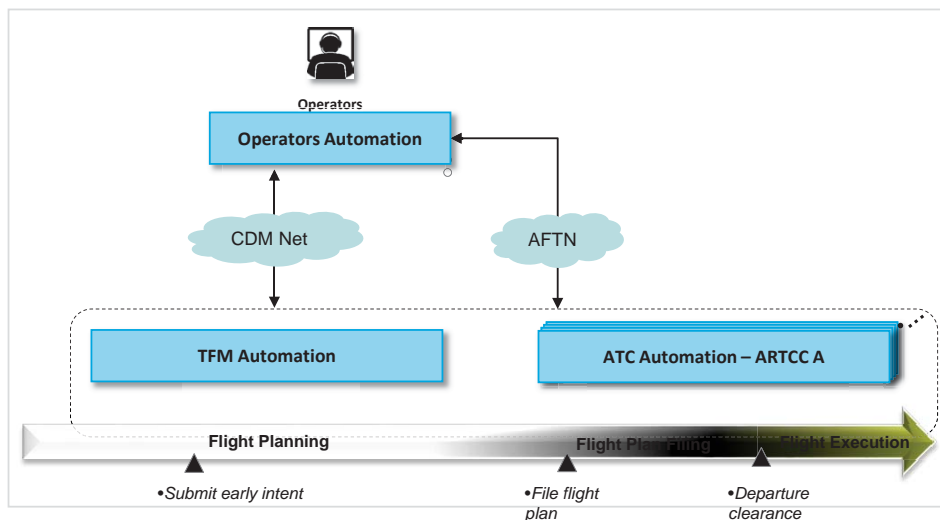 Operators
Operators Automation
CDM Net
AFTN
TFM Automation
ATC Automation – ARTCC A
Flight Planning
Flight Plan Filing
Flight Execution
•Submit early intent
•File flight
plan
•Departure
clearance